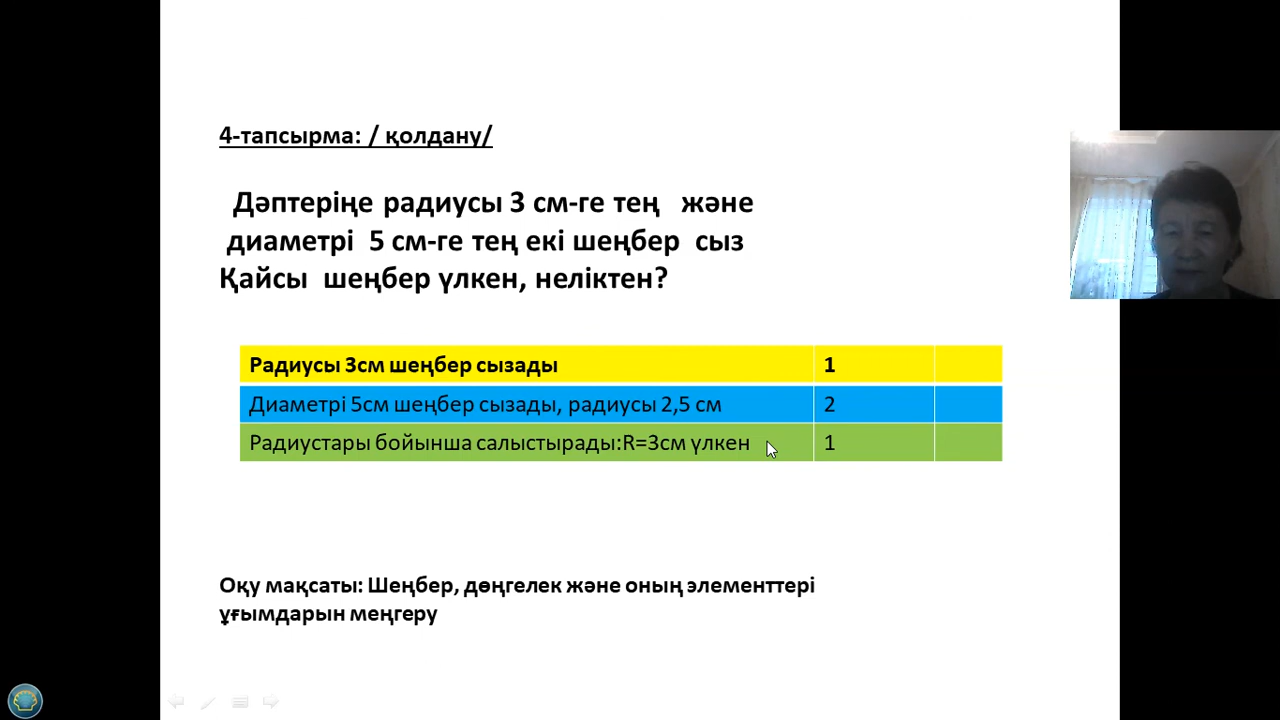 4-тапсырма: / қолдану/
Дәптеріңе радиусы 3 см-ге тең және
диаметрі 5 см-ге тең екі шеңбер сыз
Қайсы шеңбер үлкен, неліктен?
Радиусы 3см шеңбер сызады 1
Диаметрі 5см шеңбер сызады, радиусы 2,5 см 2
Радиустары бойынша салыстырады:R=3см үлкен 1
Оқу мақсаты: Шеңбер, дөңгелек және оның элементтері
ұғымдарын меңгеру